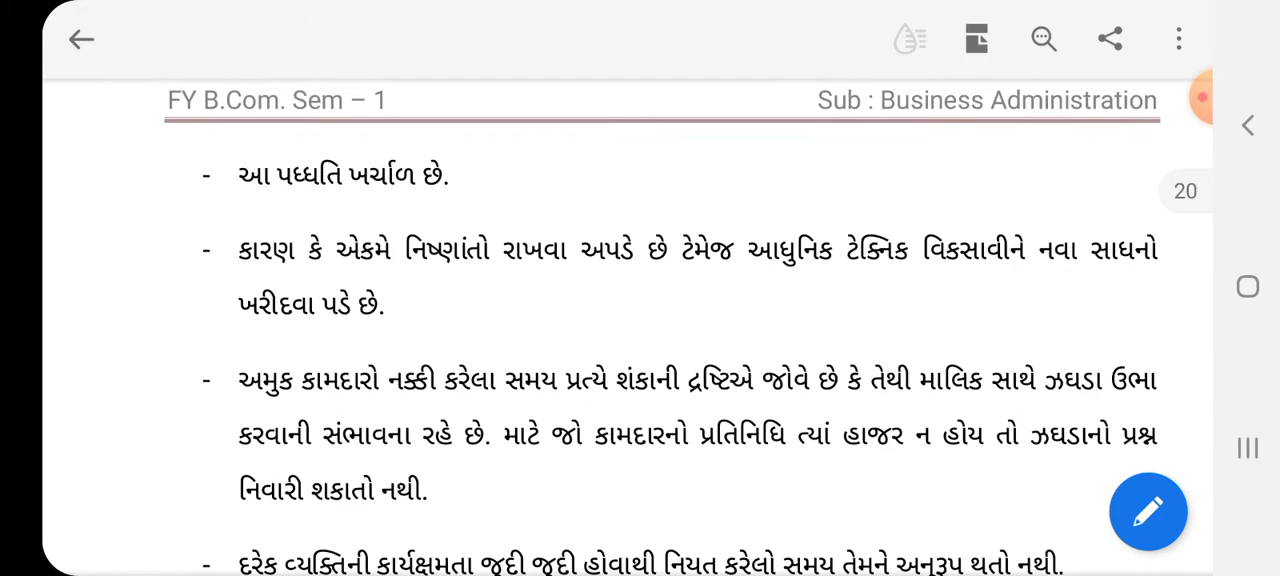 FY B.Com. Sem – 1 Sub : Business Administration
- આ પધ્ધતિ ખર્ચાળ છે.
20
- કારણ કે એકમે નિષ્ણાંતો રાખવા અપડે છે ટેમેજ આધુનિક ટેક્નિક વિકસાવીને નવા સાધનો
ખરીદવા પડે છે.
- અમુક કામદારો નક્કી કરેલા સમય પ્રત્યે શંકાની દ્રષ્ટિએ જોવે છે કે તેથી માલિક સાથે ઝઘડા ઉભા
કરવાની સંભાવના રહે છે. માટે જો કામદારનો પ્રતિનિધિ ત્યાં હાજર ન હોય તો ઝઘડાનો પ્રશ્ન
નિવારી શકાતો નથી.
- દરેક વ્યક્તિની કાર્યક્ષમતા જૂદી જૂદી હોવાથી નિયત કરેલો સમય તેમને અનુરૂપ થતો નથી.